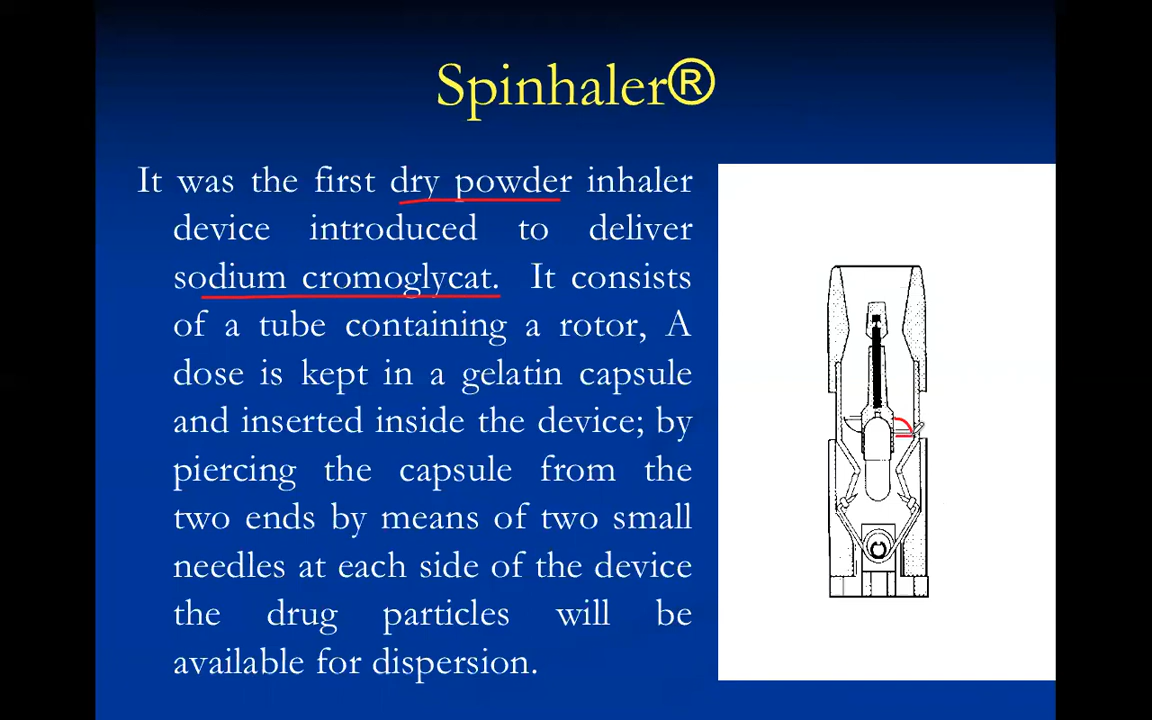 Spinhaler®
It was the first dry powder inhaler
device introduced to deliver
sodium cromoglycat. It consists
of a tube containing a rotor, A
dose is kept in a gelatin capsule
and inserted inside the device; by
piercing the capsule from the
two ends by means of two small
needles at each side of the device
the drug particles will be
available for dispersion.